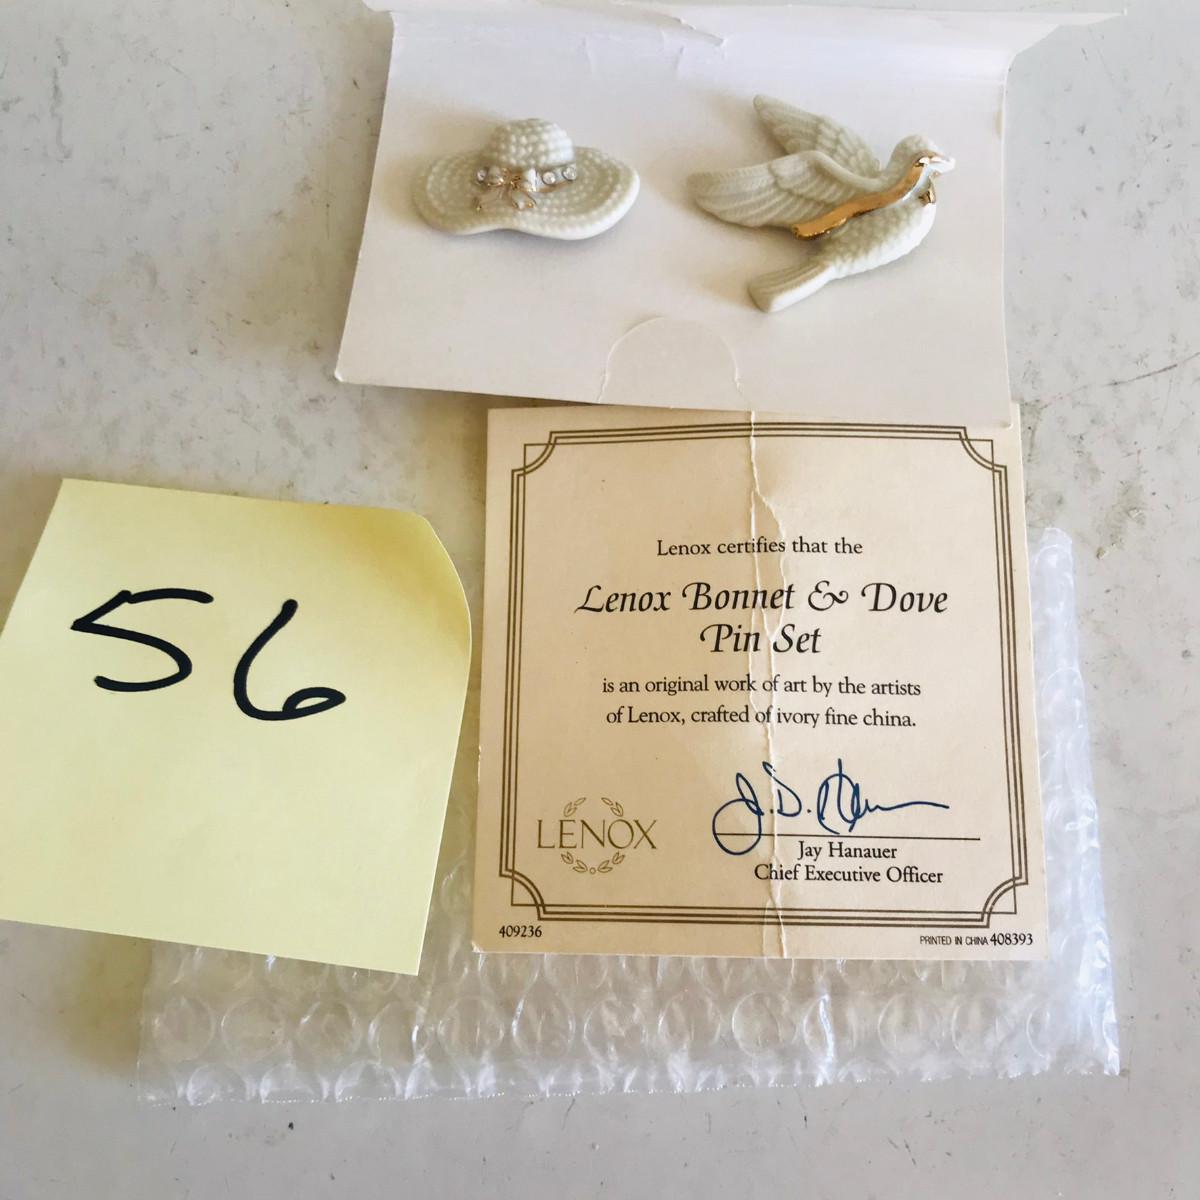 56
Lenox certifies that the
Lenox Bonnet & Dove
Pin Set
is an original work of art by the artists
of Lenox, crafted of ivory fine china.
LENOX
Jay Hanauer
Chief Executive Officer
409236
PRINTED IN CHINA 408393